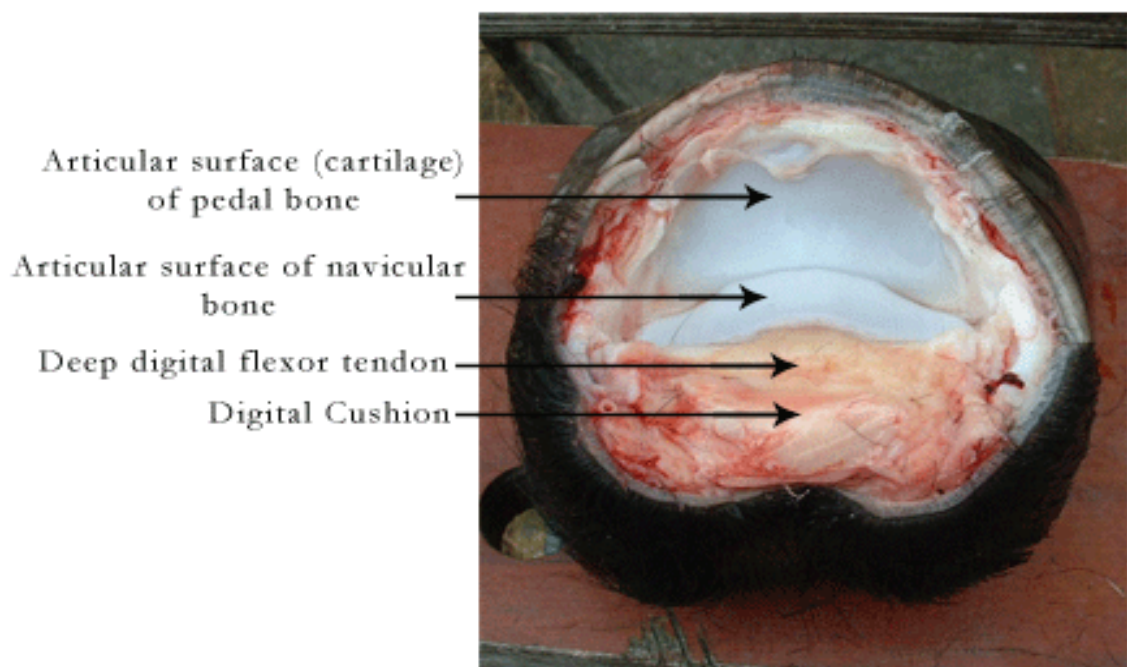 Articular surface (cartilage)
of pedal bone
Articular surface of navicular
bone
Deep digital flexor tendon
Digital Cushion